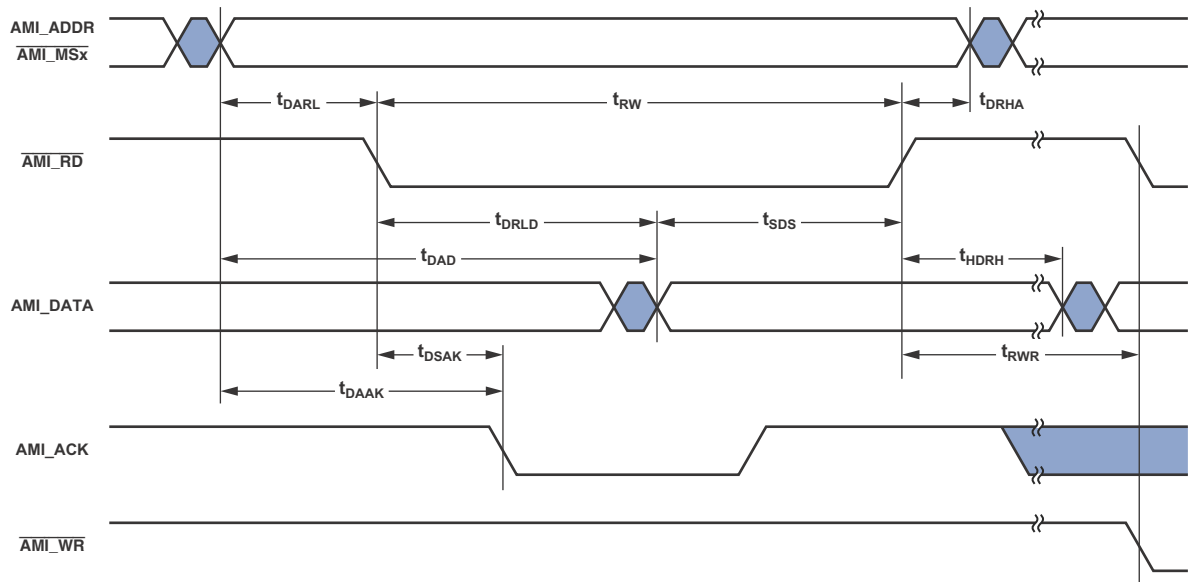 AMI_ADDR
AMI_MSx
tDARL
tRW
tDRHA
AMI_RD
tDRLD
tSDS
tDAD
tHDRH
AMI_DATA
tDSAK
tRWR
tDAAK
AMI_ACK
AMI_WR